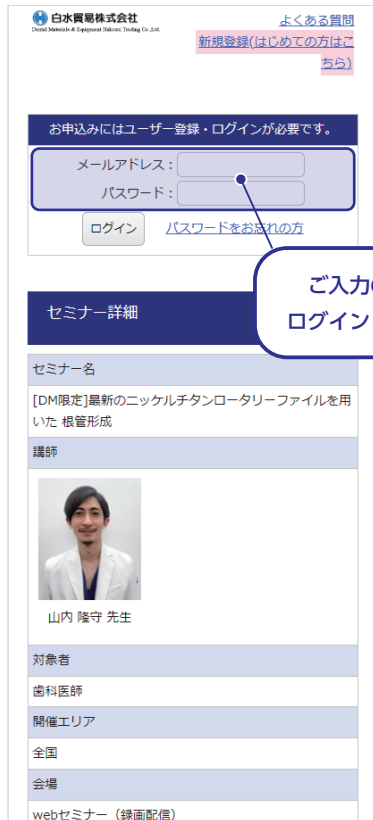 白水貿易株式会社
Dental Materials & Equipment Hakusui Trading Co.,Ltd.
よくある質問
新規登録(はじめての方はこ
ちら)
お申込みにはユーザー登録・ログインが必要です。
メールアドレス：
パスワード：
ログイン
パスワードをお忘れの方
ご入力の
ログイン
セミナー詳細
セミナー名
[DM限定]最新のニッケルチタンロータリーファイルを用
いた 根管形成
講師
山内 隆守 先生
対象者
歯科医師
開催エリア
全国
会場
webセミナー（録画配信）